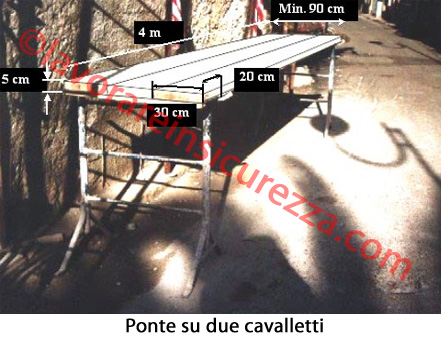 Min. 90 cm
4 m
5 cm
20 cm
30 cm
©lavorareinsicurezza.com
Ponte su due cavalletti